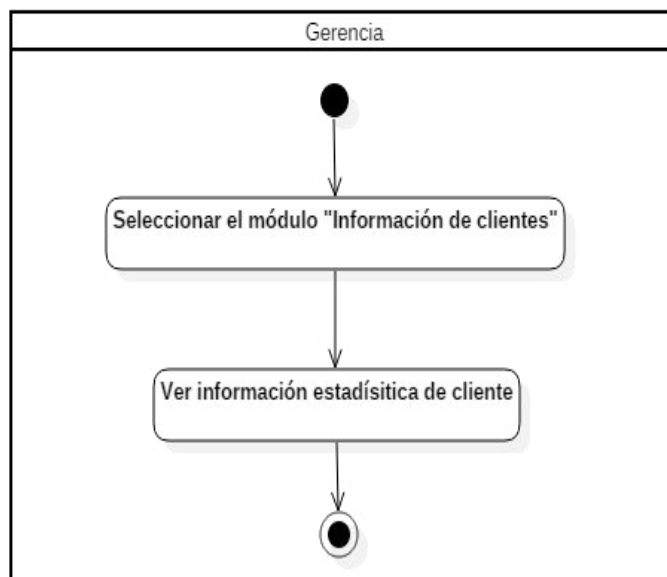 Gerencia
Seleccionar el módulo "Información de clientes"
Ver información estadísitica de cliente